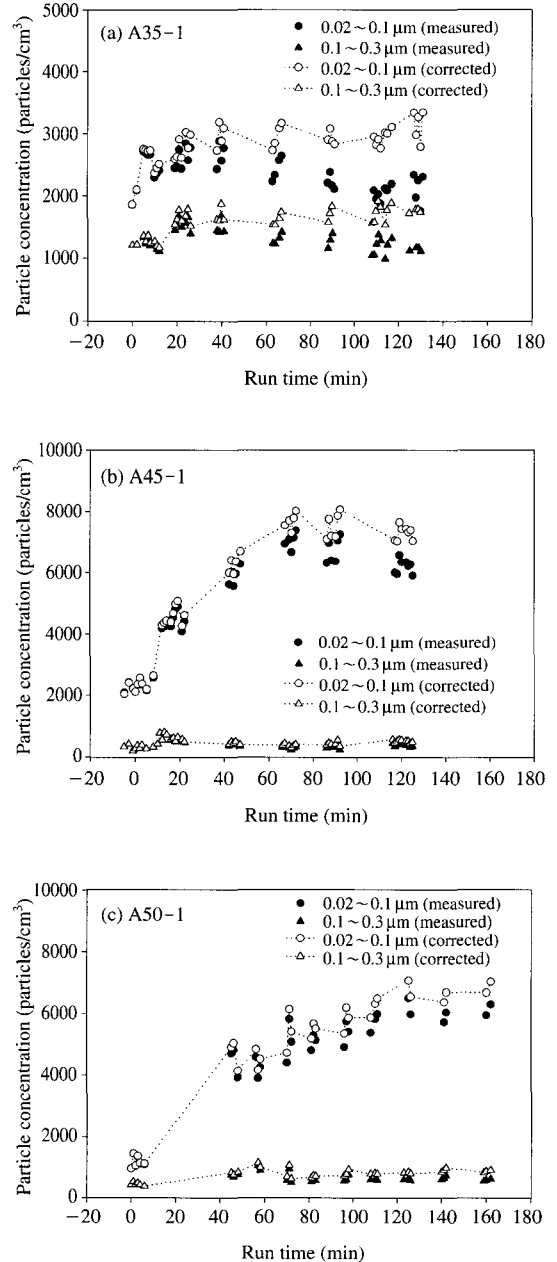 (a) A35−1
0.02~0.1 μm (measured)
0.1~0.3 μm (measured)
0.02~0.1 μm (corrected)
0.1~0.3 μm (corrected)
Particle concentration (particles/cm³)
5000
4000
3000
2000
1000
0
−20 0 20 40 60 80 100 120 140 160 180
Run time (min)
(b) A45−1
0.02~0.1 μm (measured)
0.1~0.3 μm (measured)
0.02~0.1 μm (corrected)
0.1~0.3 μm (corrected)
Particle concentration (particles/cm³)
10000
8000
6000
4000
2000
0
−20 0 20 40 60 80 100 120 140 160 180
Run time (min)
(c) A50−1
0.02~0.1 μm (measured)
0.1~0.3 μm (measured)
0.02~0.1 μm (corrected)
0.1~0.3 μm (corrected)
Particle concentration (particles/cm³)
10000
8000
6000
4000
2000
0
−20 0 20 40 60 80 100 120 140 160 180
Run time (min)